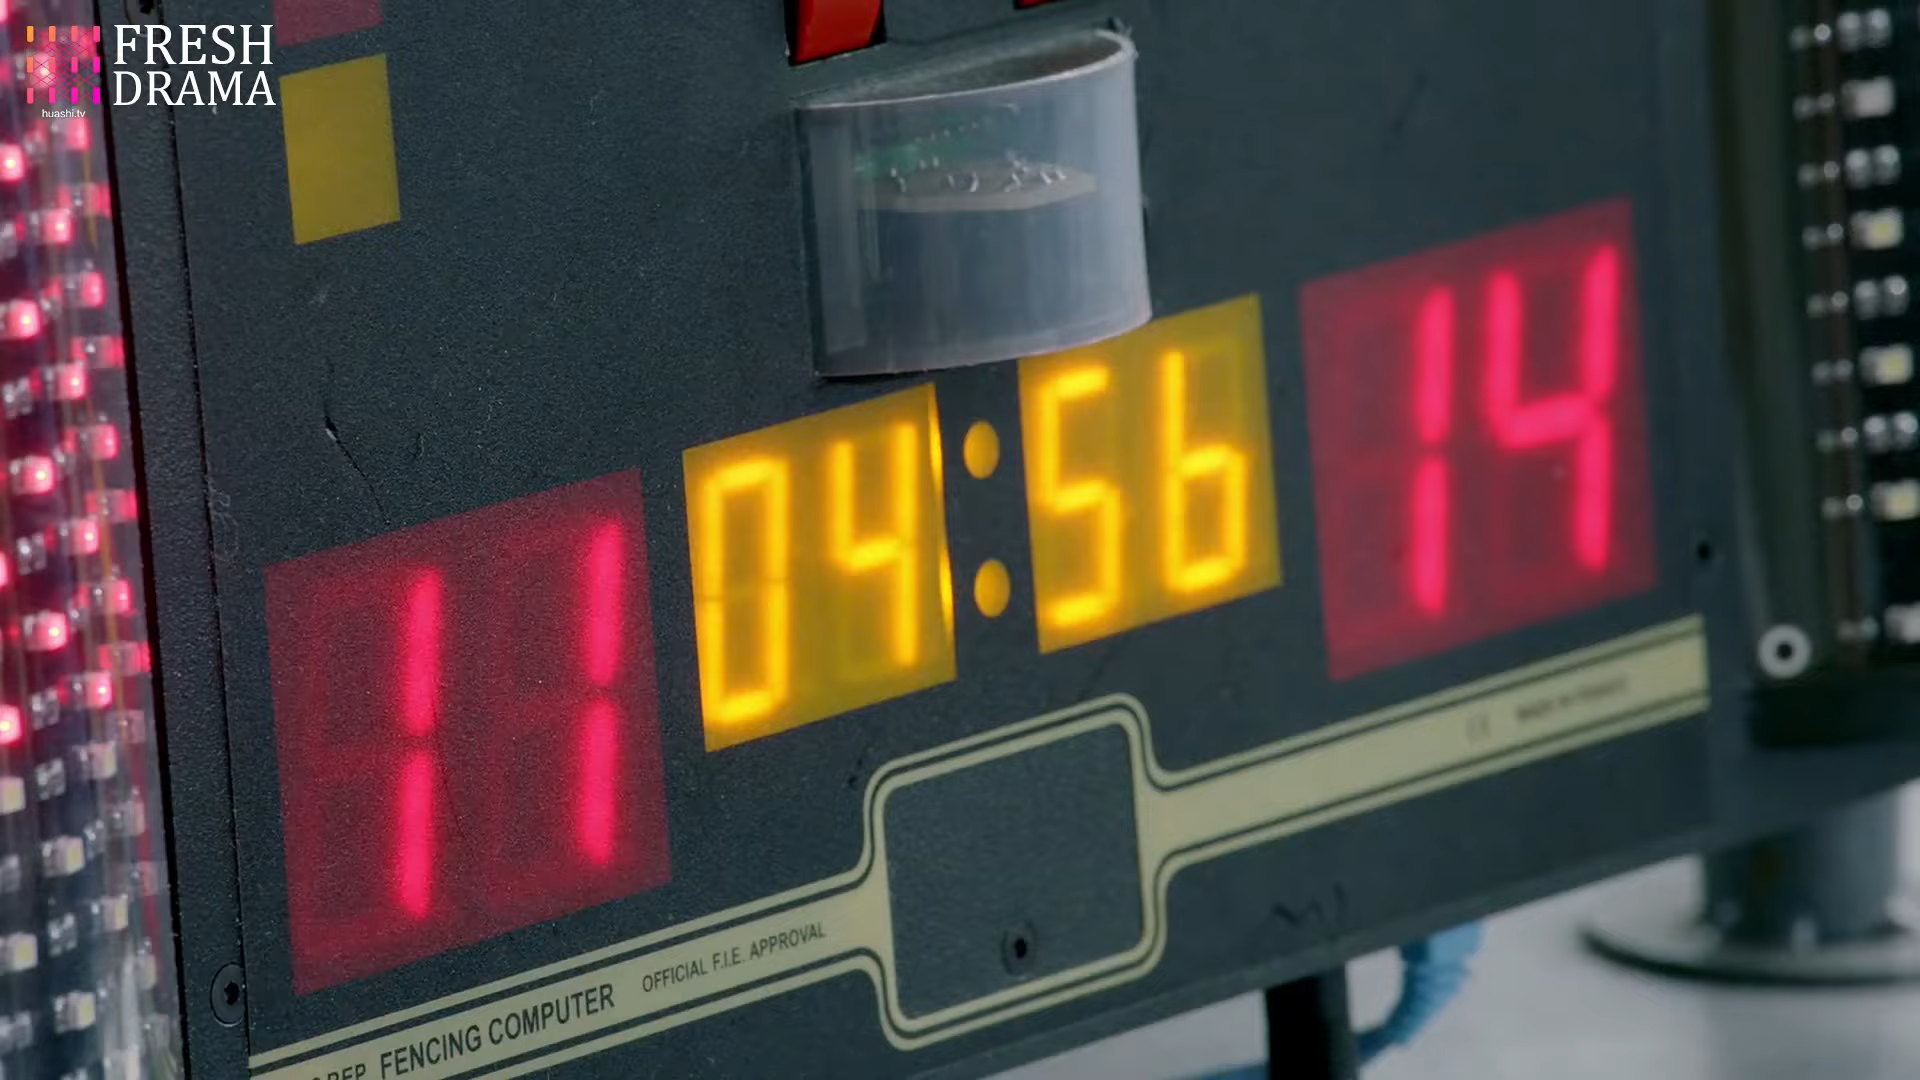 FRESH
DRAMA
huashi.tv
11 04:56 14
FENCING COMPUTER OFFICIAL F.I.E. APPROVAL